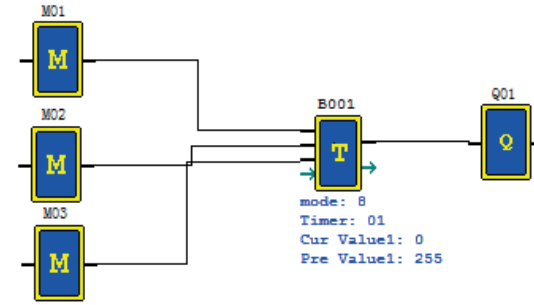 M01
M
M02
M
M03
M
B001
T
Q01
Q
mode: 8
Timer: 01
Cur Value1: 0
Pre Value1: 255